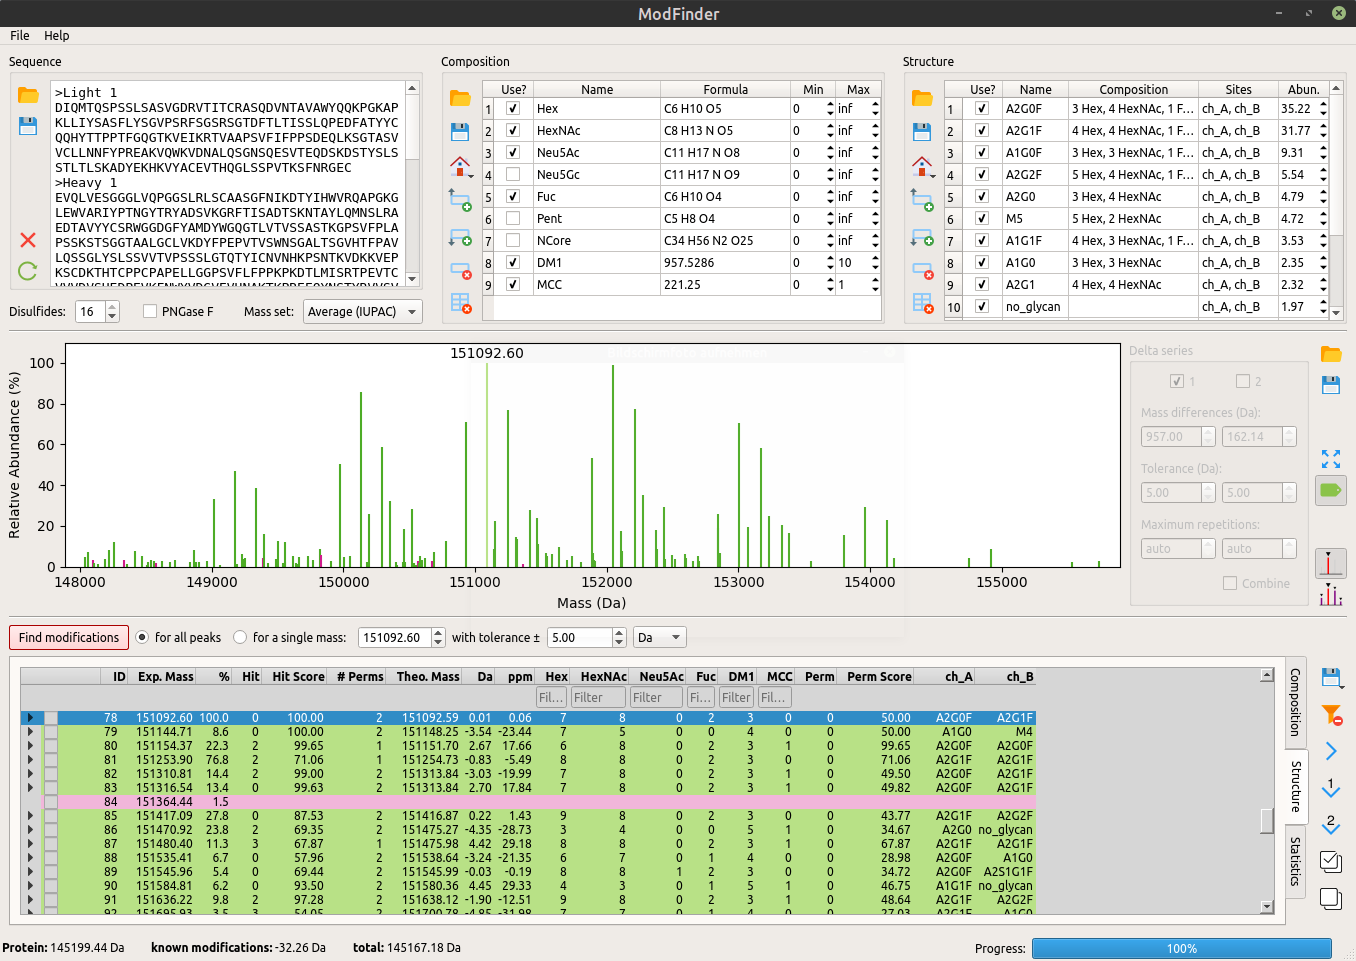 ModFinder
File Help
Sequence
>Light 1
DIQMTQSPSSLSASVGDRVTITCRASQDVNTAVAWYQQKPGKAP
KLLIYSASFLYSGVPSRFSGSRSGTDFTLTISSLQPEDFATYYC
QQHYTTPPTFGQGTKVEIKRTVAAPSVFIFPPSDEQLKSGTASV
VCLLNNFYPREAKVQWKVDNALQSGNSQESVTEQDSKDSTYSLS
STLTLSKADYEKHKVYACEVTHQGLSSPVTKSFNRGEC
>Heavy 1
EVQLVESGGGLVQPGGSLRLSCAASGFNIKDTYIHWVRQAPGKG
LEWVARIYPTNGYTRYADSVKGRFTISADTSKNTAYLQMNSLRA
EDTAVYYCSRWGGDGFYAMDYWGQGTLVTVSSASTKGPSVFPLA
PSSKSTSGGTAALGCLVKDYFPEPVTVSWNSGALTSGVHTFPAV
LQSSGLYSLSSVVTVPSSSLGTQTYICNVNHKPSNTKVDKKVEP
KSCDKTHTCPPCPAPELLGGPSVFLFPPKPKDTLMISRTPEVTC
Disulfides: 16 PNGase F Mass set: Average (IUPAC)
Composition
Use? Name Formula Min Max
1 Hex C6 H10 O5 0 inf
2 HexNAc C8 H13 N O5 0 inf
3 Neu5Ac C11 H17 N O8 0 inf
4 Neu5Gc C11 H17 N O9 0 inf
5 Fuc C6 H10 O4 0 inf
6 Pent C5 H8 O4 0 inf
7 NCore C34 H56 N2 O25 0 inf
8 DM1 957.5286 0 10
9 MCC 221.25 0 1
Structure
Use? Name Composition Sites Abun.
1 A2G0F 3 Hex, 4 HexNAc, 1 F... ch_A, ch_B 35.22
2 A2G1F 4 Hex, 4 HexNAc, 1 F... ch_A, ch_B 31.77
3 A1G0F 3 Hex, 3 HexNAc, 1 F... ch_A, ch_B 9.31
4 A2G2F 5 Hex, 4 HexNAc, 1 F... ch_A, ch_B 5.54
5 A2G0 3 Hex, 4 HexNAc ch_A, ch_B 4.79
6 M5 5 Hex, 2 HexNAc ch_A, ch_B 4.72
7 A1G1F 4 Hex, 3 HexNAc, 1 F... ch_A, ch_B 3.53
8 A1G0 3 Hex, 3 HexNAc ch_A, ch_B 2.35
9 A2G1 4 Hex, 4 HexNAc ch_A, ch_B 2.32
10 no_glycan ch_A, ch_B 1.97
Relative Abundance (%)
100
80
60
40
20
0
151092.60
148000 149000 150000 151000 152000 153000 154000 155000
Mass (Da)
Delta series
1 2
Mass differences (Da):
957.00 162.14
Tolerance (Da):
5.00 5.00
Maximum repetitions:
auto auto
Combine
Find modifications for all peaks for a single mass: 151092.60 with tolerance ± 5.00 Da
ID Exp. Mass % Hit Hit Score # Perms Theo. Mass Da ppm Hex HexNAc Neu5Ac Fuc DM1 MCC Perm Perm Score ch_A ch_B
Fil... Filter Filter Fi... Filter Fil...
78 151092.60 100.0 0 100.00 2 151092.59 0.01 0.06 7 8 0 2 3 0 0 50.00 A2G0F A2G1F
79 151144.71 8.6 0 100.00 2 151148.25 -3.54 -23.44 7 5 0 0 4 0 0 50.00 A1G0 M4
80 151154.37 22.3 2 99.65 1 151151.70 2.67 17.66 6 8 0 2 3 1 0 99.65 A2G0F A2G0F
81 151253.90 76.8 2 71.06 1 151254.73 -0.83 -5.49 8 8 0 2 3 0 0 71.06 A2G1F A2G1F
82 151310.81 14.4 2 99.00 2 151313.84 -3.03 -19.99 7 8 0 2 3 1 0 49.50 A2G0F A2G1F
83 151316.54 13.4 0 99.63 2 151313.84 2.70 17.84 7 8 0 2 3 1 0 49.82 A2G0F A2G1F
84 151364.44 1.5
85 151417.09 27.8 0 87.53 2 151416.87 0.22 1.43 9 8 0 2 3 0 0 43.77 A2G1F A2G2F
86 151470.92 23.8 2 69.35 2 151475.27 -4.35 -28.73 3 4 0 0 5 1 0 34.67 A2G0 no_glycan
87 151480.40 11.3 3 67.87 1 151475.98 4.42 29.18 8 8 0 2 3 1 0 67.87 A2G1F A2G1F
88 151535.41 6.7 0 57.96 2 151538.64 -3.24 -21.35 6 7 0 1 4 0 0 28.98 A2G0F A1G0
89 151545.96 5.4 0 69.44 2 151545.99 -0.03 -0.19 8 8 1 2 3 0 0 34.72 A2G0F A2S1G1F
90 151584.81 6.2 0 93.50 2 151580.36 4.45 29.33 4 3 0 1 5 1 0 46.75 A1G1F no_glycan
91 151636.22 9.8 2 97.28 2 151638.12 -1.90 -12.51 9 8 0 2 3 1 0 48.64 A2G1F A2G2F
92 151695.93 3.5 3 54.05 2 151700.78 -4.85 -31.98 7 7 0 1 4 0 0 27.03 A2G1F A1G0
Composition
Structure
Statistics
1
2
Protein: 145199.44 Da known modifications: -32.26 Da total: 145167.18 Da Progress: 100%